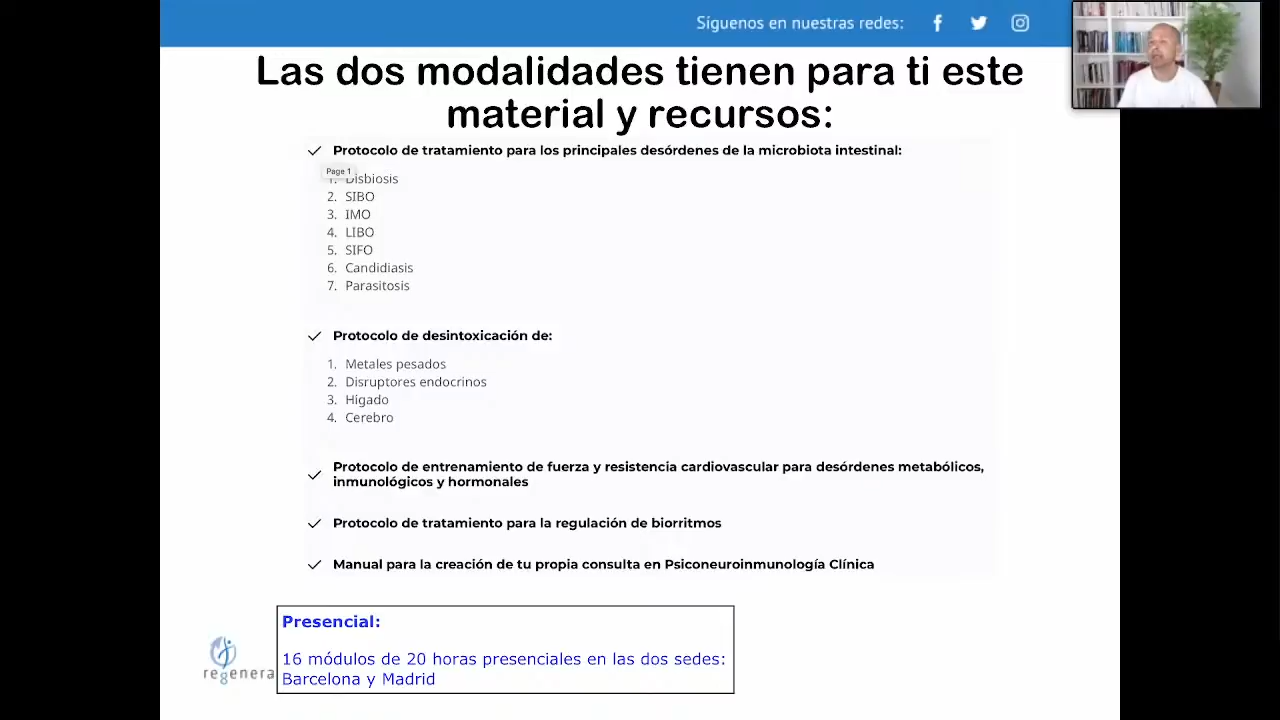 Síguenos en nuestras redes:
Las dos modalidades tienen para ti este
material y recursos:
Protocolo de tratamiento para los principales desórdenes de la microbiota intestinal:
Page 1
1. Disbiosis
2. SIBO
3. IMO
4. LIBO
5. SIFO
6. Candidiasis
7. Parasitosis
Protocolo de desintoxicación de:
1. Metales pesados
2. Disruptores endocrinos
3. Hígado
4. Cerebro
Protocolo de entrenamiento de fuerza y resistencia cardiovascular para desórdenes metabólicos,
inmunológicos y hormonales
Protocolo de tratamiento para la regulación de biorritmos
Manual para la creación de tu propia consulta en Psiconeuroinmunología Clínica
Presencial:
16 módulos de 20 horas presenciales en las dos sedes:
Barcelona y Madrid
regenera